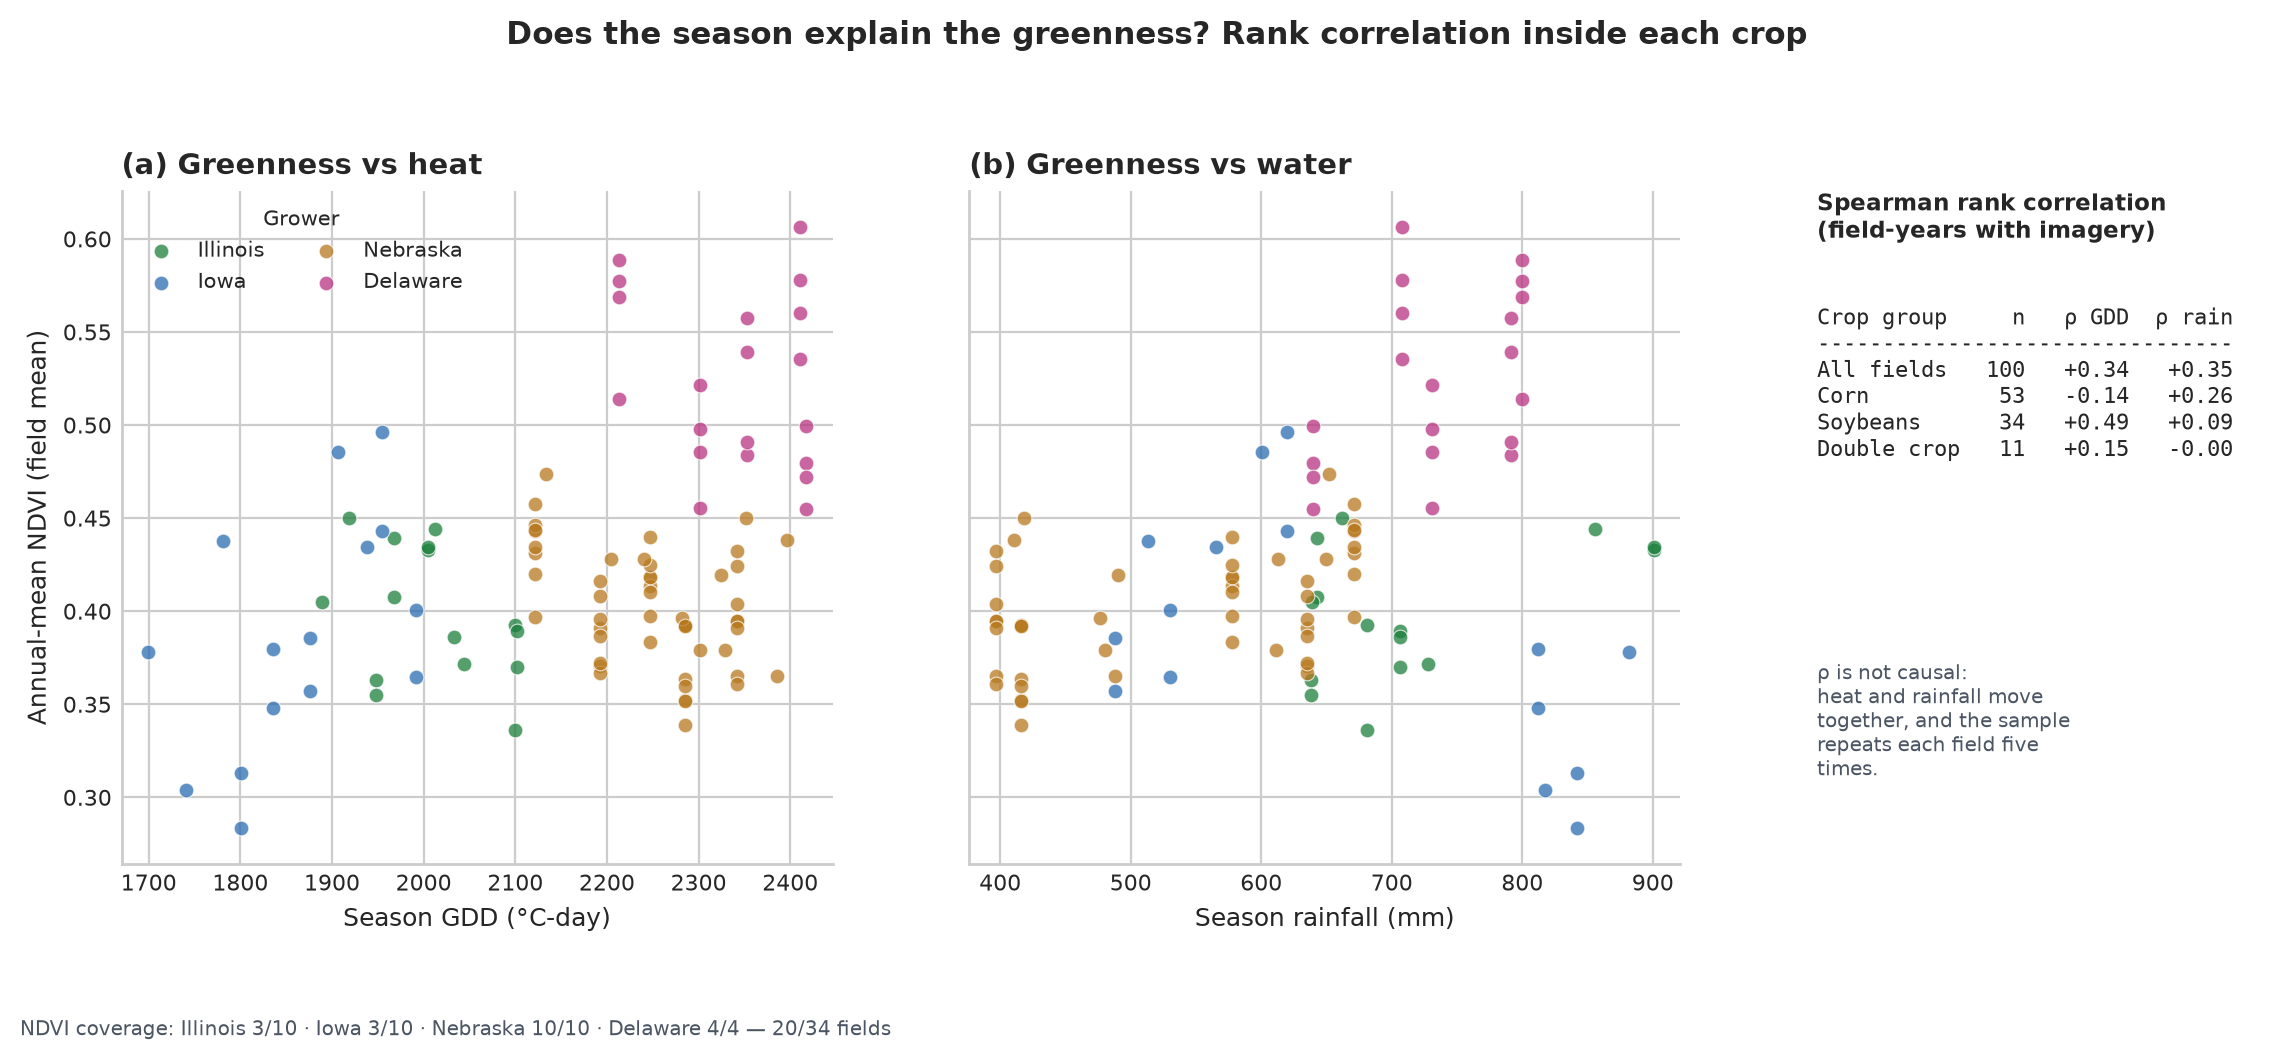 Does the season explain the greenness? Rank correlation inside each crop
(a) Greenness vs heat
Grower
Illinois
Nebraska
Iowa
Delaware
0.60
0.55
0.50
0.45
0.40
0.35
0.30
Annual-mean NDVI (field mean)
1700 1800 1900 2000 2100 2200 2300 2400
Season GDD (°C-day)
(b) Greenness vs water
400 500 600 700 800 900
Season rainfall (mm)
Spearman rank correlation
(field-years with imagery)
Crop group n ρ GDD ρ rain
--------------------------------
All fields 100 +0.34 +0.35
Corn 53 -0.14 +0.26
Soybeans 34 +0.49 +0.09
Double crop 11 +0.15 -0.00
ρ is not causal:
heat and rainfall move
together, and the sample
repeats each field five
times.
NDVI coverage: Illinois 3/10 · Iowa 3/10 · Nebraska 10/10 · Delaware 4/4 — 20/34 fields